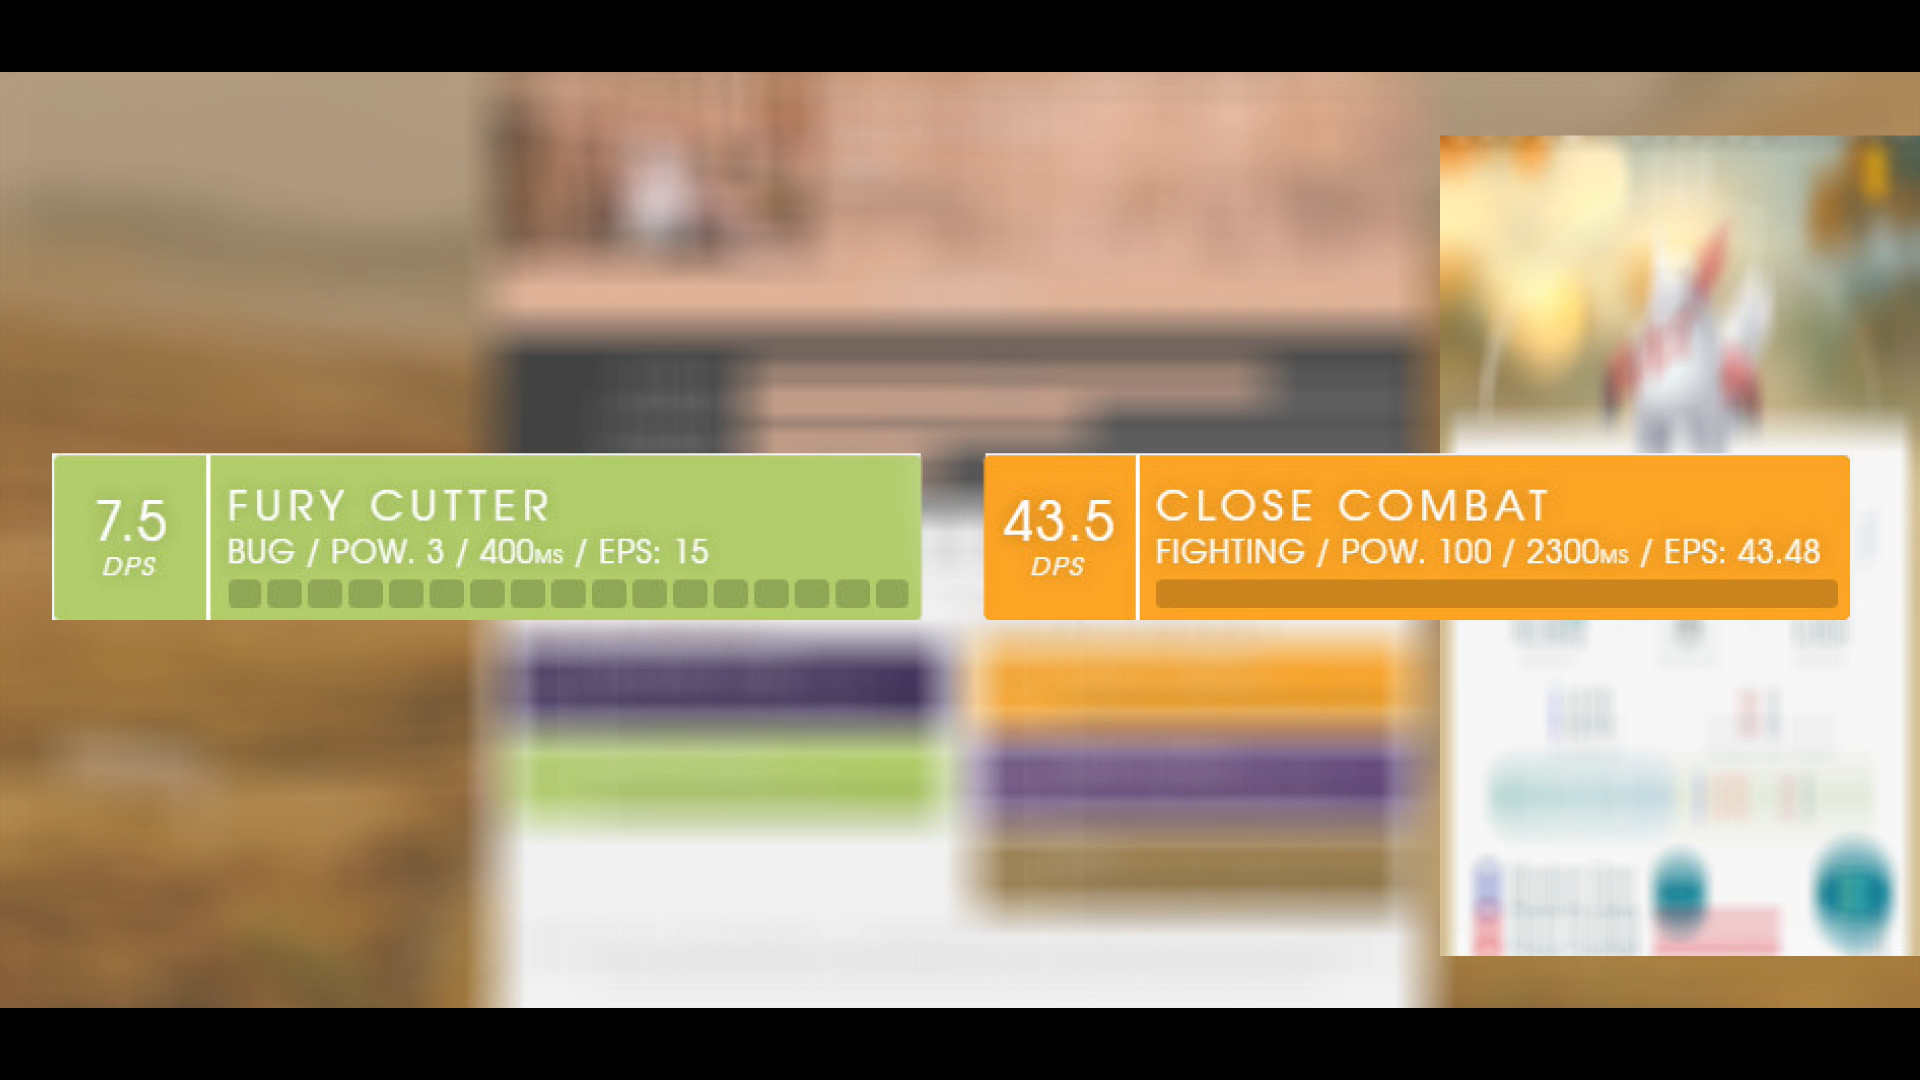 7.5
DPS
FURY CUTTER
BUG / POW. 3 / 400MS / EPS: 15
43.5
DPS
CLOSE COMBAT
FIGHTING / POW. 100 / 2300MS / EPS: 43.48